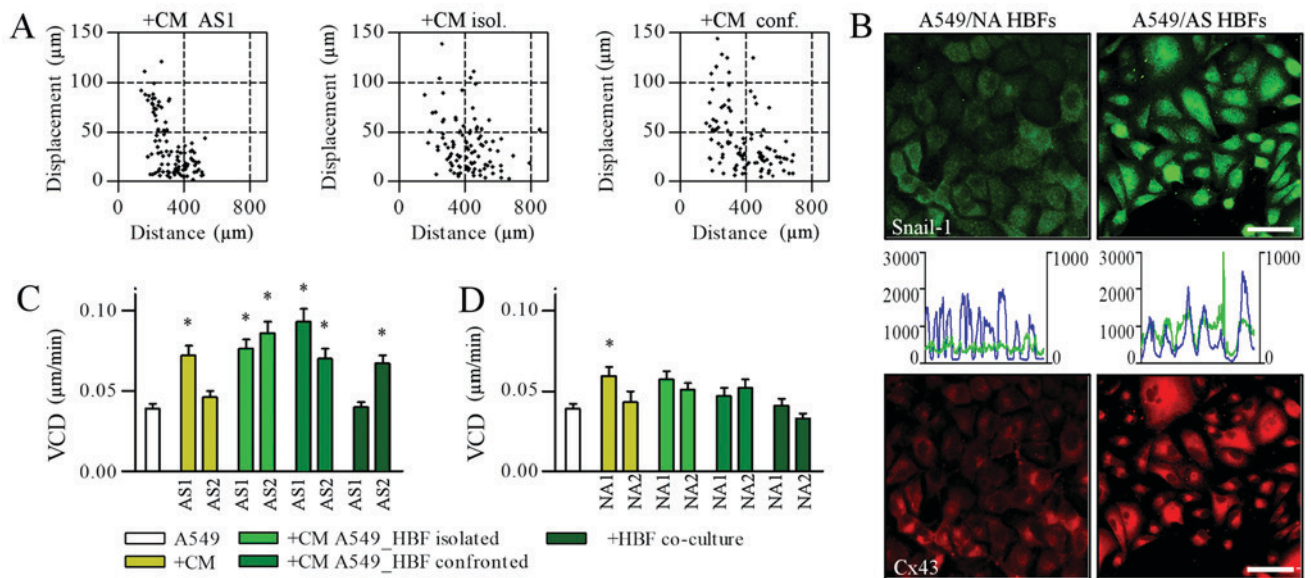 A
+CM AS1
Displacement (µm)
150
100
50
0
0 400 800
Distance (µm)
+CM isol.
Displacement (µm)
150
100
50
0
0 400 800
Distance (µm)
+CM conf.
Displacement (µm)
150
100
50
0
0 400 800
Distance (µm)
B
A549/NA HBFs A549/AS HBFs
Snail-1
3000 1000
2000
1000
0 0
3000 1000
2000
1000
0 0
Cx43
C
VCD (µm/min)
0.10
0.05
0.00
* * * * * *
AS1 AS2 AS1 AS2 AS1 AS2 AS1 AS2
D
VCD (µm/min)
0.10
0.05
0.00
*
NA1 NA2 NA1 NA2 NA1 NA2 NA1 NA2
A549 +CM A549_HBF isolated +HBF co-culture
+CM +CM A549_HBF confronted